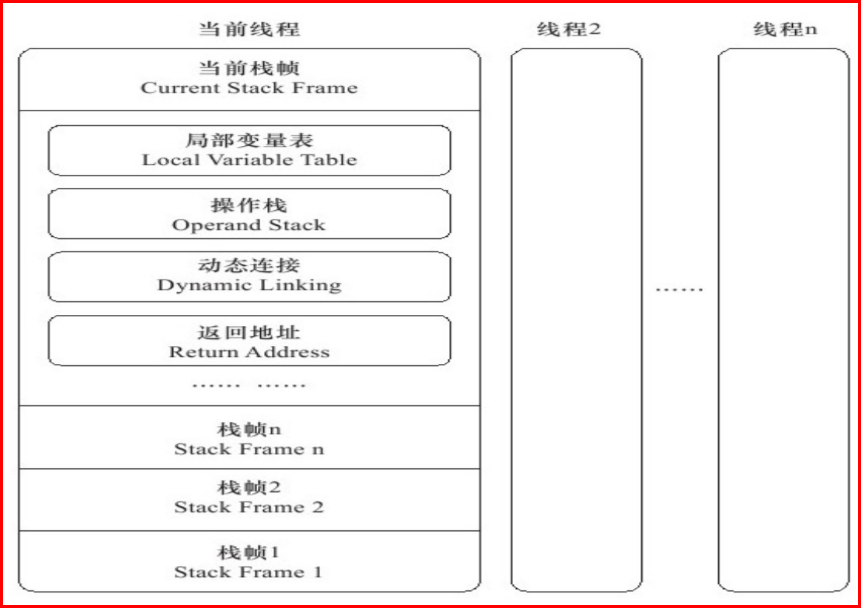 当前线程
线程2
线程n
当前栈帧
Current Stack Frame
局部变量表
Local Variable Table
操作栈
Operand Stack
动态连接
Dynamic Linking
返回地址
Return Address
…… ……
……
栈帧n
Stack Frame n
栈帧2
Stack Frame 2
栈帧1
Stack Frame 1